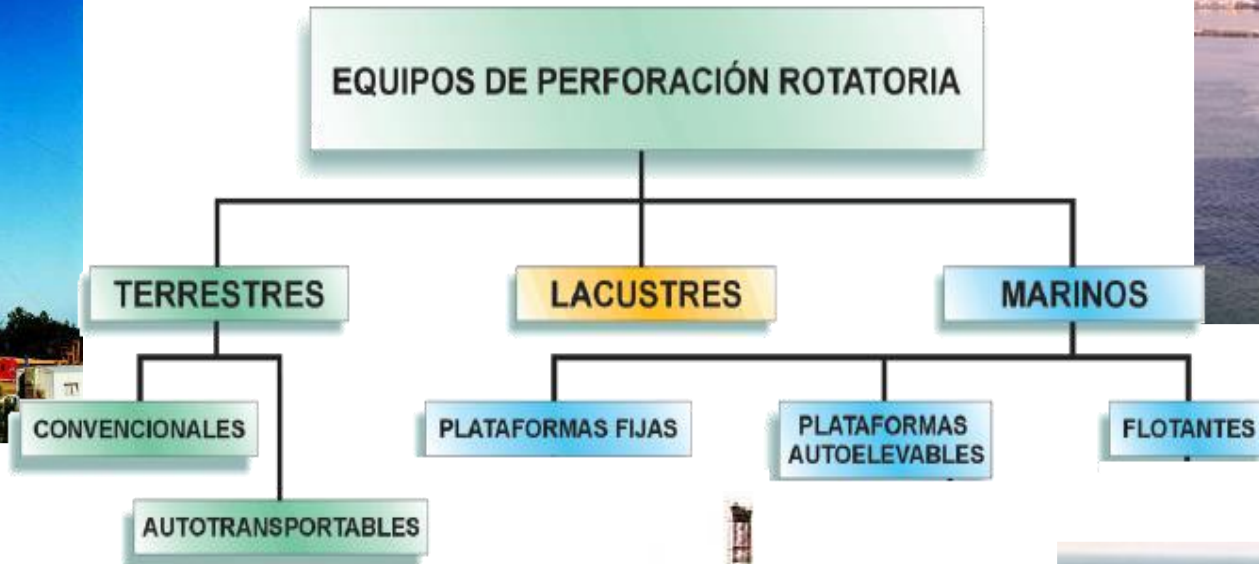 EQUIPOS DE PERFORACIÓN ROTATORIA
TERRESTRES
LACUSTRES
MARINOS
CONVENCIONALES
PLATAFORMAS FIJAS
PLATAFORMAS
AUTOELEVABLES
FLOTANTES
AUTOTRANSPORTABLES